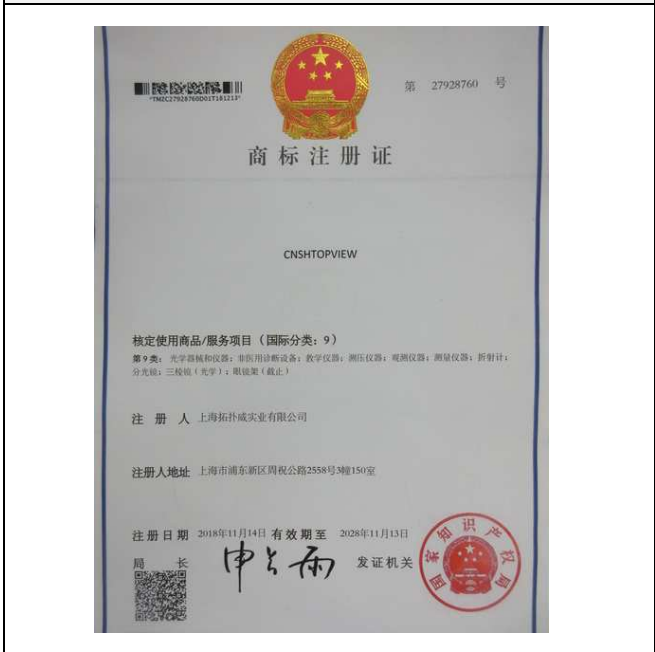 第 27928760 号
*TMZC27928760D01T181213*
商标注册证
CNSHTOPVIEW
核定使用商品/服务项目(国际分类:9)
第9类:光学器械和仪器;非医用诊断设备;教学仪器;测压仪器;观测仪器;测量仪器;折射计;
分光镜;三棱镜(光学);眼镜架(截止)
注 册 人 上海拓扑威实业有限公司
注册人地址 上海市浦东新区周祝公路2558号3幢150室
注册日期 2018年11月14日 有效期至 2028年11月13日
局 长 申长雨 发证机关
国家知识产权局